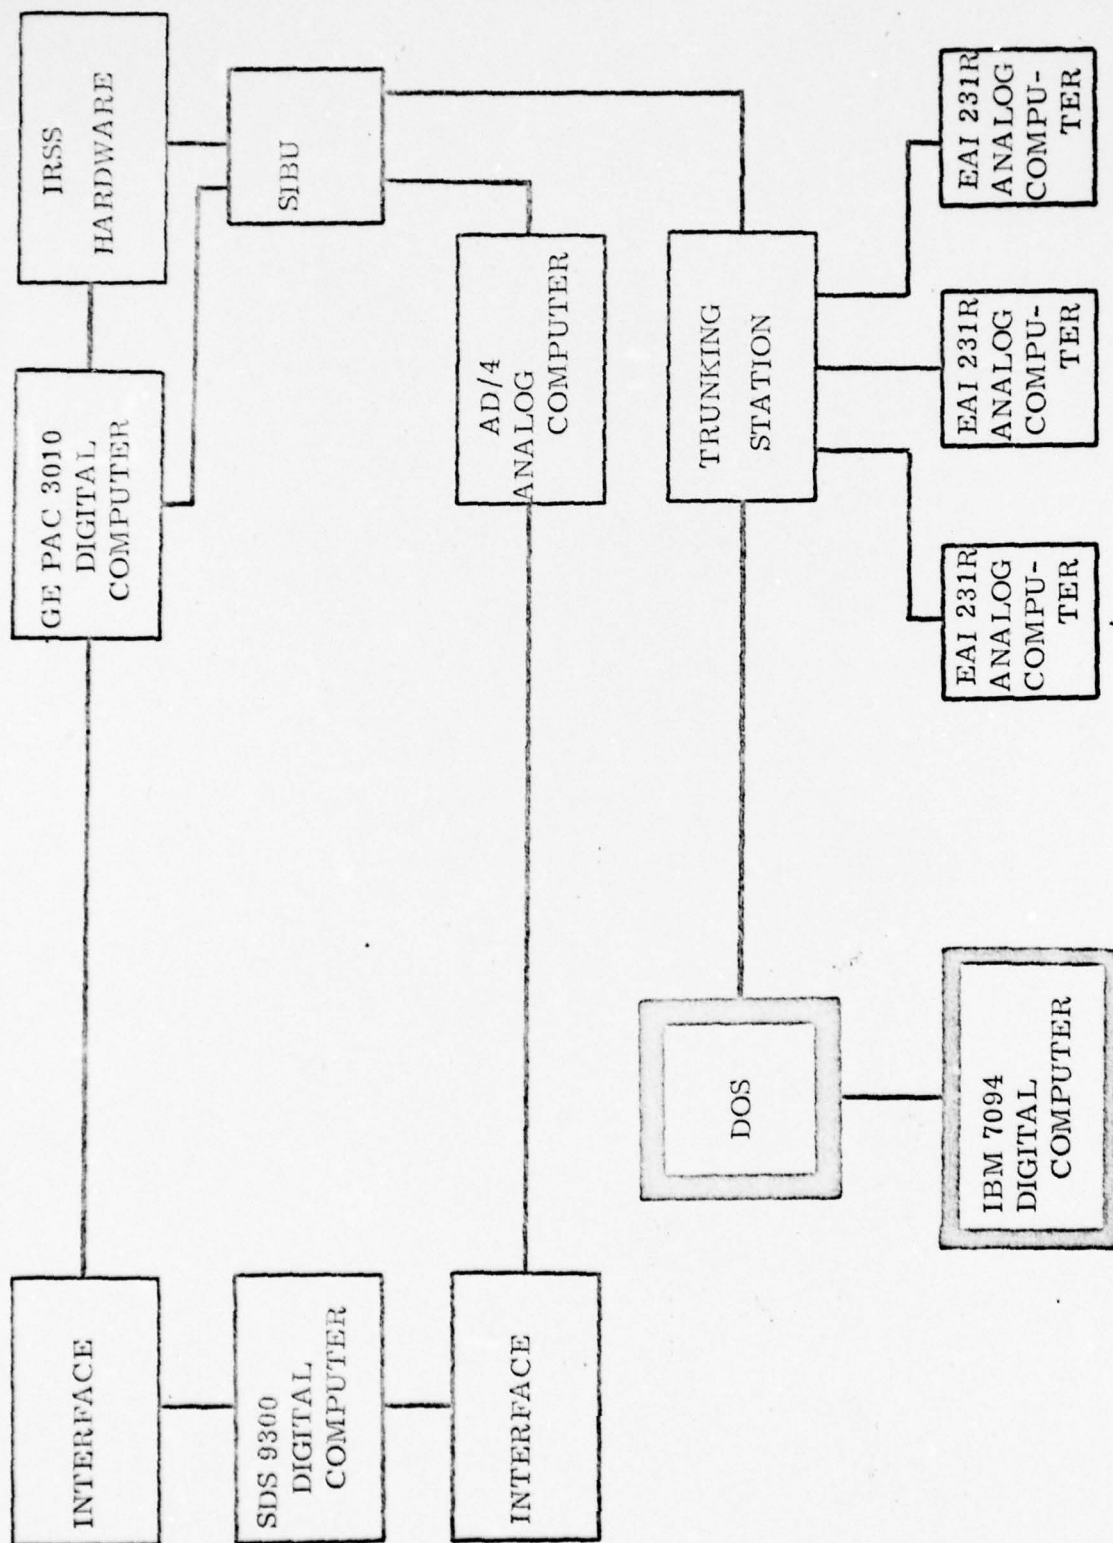 INTERFACE
GE PAC 3010
DIGITAL
COMPUTER
IRSS
HARDWARE
SDS 9300
DIGITAL
COMPUTER
SIBU
INTERFACE
AD/4
ANALOG
COMPUTER
DOS
TRUNKING
STATION
IBM 7094
DIGITAL
COMPUTER
EAI 231R
ANALOG
COMPU-
TER
EAI 231R
ANALOG
COMPU-
TER
EAI 231R
ANALOG
COMPU-
TER